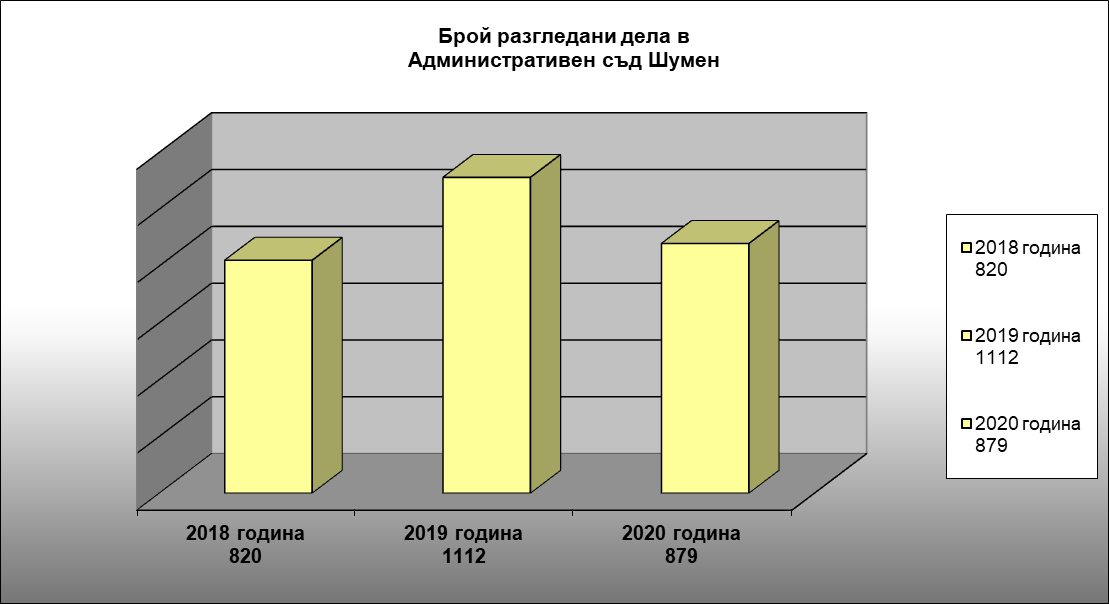 Брой разгледани дела в
Административен съд Шумен
2018 година
820
2019 година
1112
2020 година
879
2018 година
820
2019 година
1112
2020 година
879